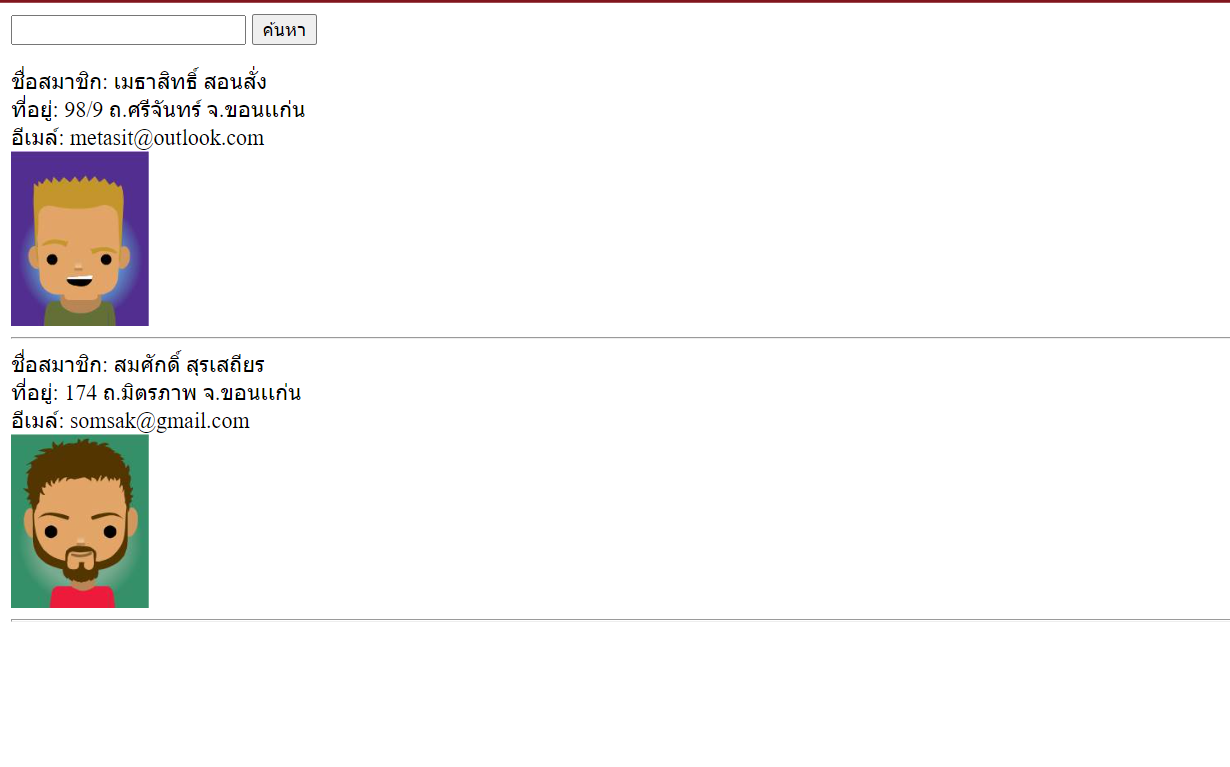 ค้นหา
ชื่อสมาชิก: เมธาสิทธิ์ สอนสั่ง
ที่อยู่: 98/9 ถ.ศรีจันทร์ จ.ขอนแก่น
อีเมล์: metasit@outlook.com
ชื่อสมาชิก: สมศักดิ์ สุรเสถียร
ที่อยู่: 174 ถ.มิตรภาพ จ.ขอนแก่น
อีเมล์: somsak@gmail.com